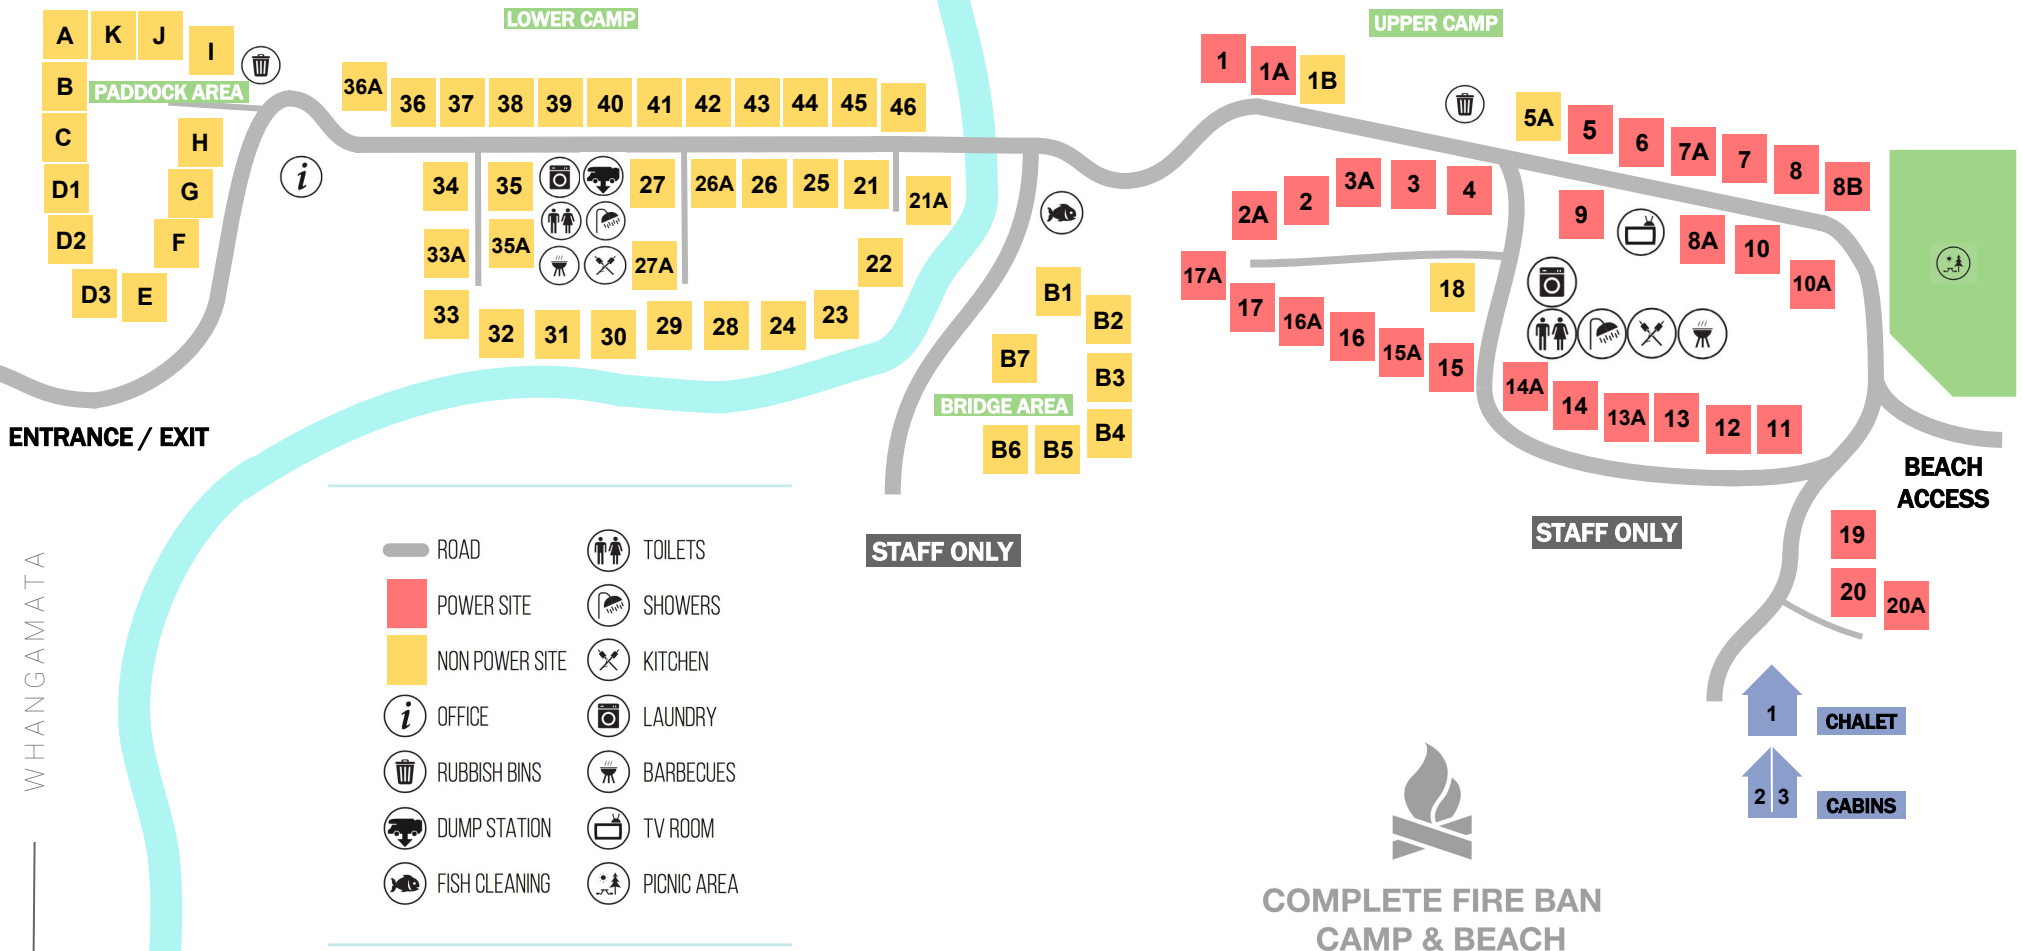 LOWER CAMP
UPPER CAMP
A
K
J
I
B
PADDOCK AREA
C
H
D1
G
D2
F
D3
E
ENTRANCE / EXIT
i
36A
36
37
38
39
40
41
42
43
44
45
46
34
35
27
26A
26
25
21
21A
33A
35A
27A
22
33
32
31
30
29
28
24
23
B1
B2
B7
B3
BRIDGE AREA
B4
B6
B5
STAFF ONLY
1
1A
1B
5A
5
6
7A
7
8
8B
3A
3
4
2
2A
9
8A
10
10A
17A
17
18
16A
16
15A
15
14A
14
13A
13
12
11
BEACH
ACCESS
STAFF ONLY
19
20
20A
1
CHALET
2
3
CABINS
WHANGAMATA
ROAD
TOILETS
POWER SITE
SHOWERS
NON POWER SITE
KITCHEN
i
OFFICE
LAUNDRY
RUBBISH BINS
BARBECUES
DUMP STATION
TV ROOM
FISH CLEANING
PICNIC AREA
COMPLETE FIRE BAN
CAMP & BEACH